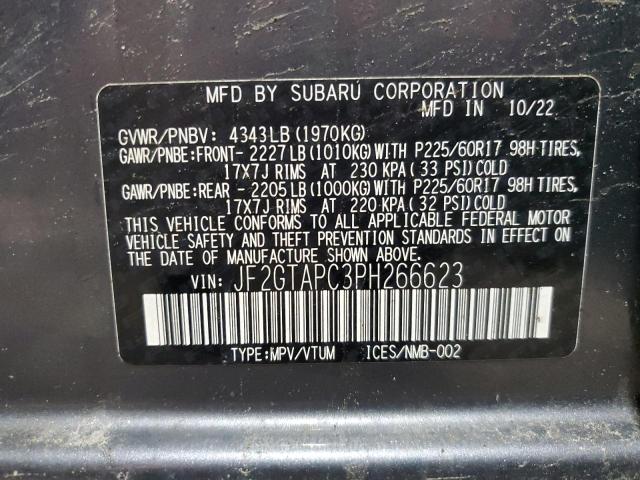 MFD BY SUBARU CORPORATION
MFD IN 10/22
GVWR/PNBV: 4343LB(1970KG)
GAWR/PNBE:FRONT- 2227LB(1010KG)WITH P225/60R17 98H TIRES,
17X7J RIMS AT 230 KPA(33 PSI)COLD
GAWR/PNBE:REAR - 2205LB(1000KG)WITH P225/60R17 98H TIRES,
17X7J RIMS AT 220 KPA(32 PSI)COLD
THIS VEHICLE CONFORMS TO ALL APPLICABLE FEDERAL MOTOR
VEHICLE SAFETY AND THEFT PREVENTION STANDARDS IN EFFECT ON
THE DATE OF MANUFACTURE SHOWN ABOVE.
VIN: JF2GTAPC3PH266623
TYPE:MPV/VTUM ICES/NMB-002